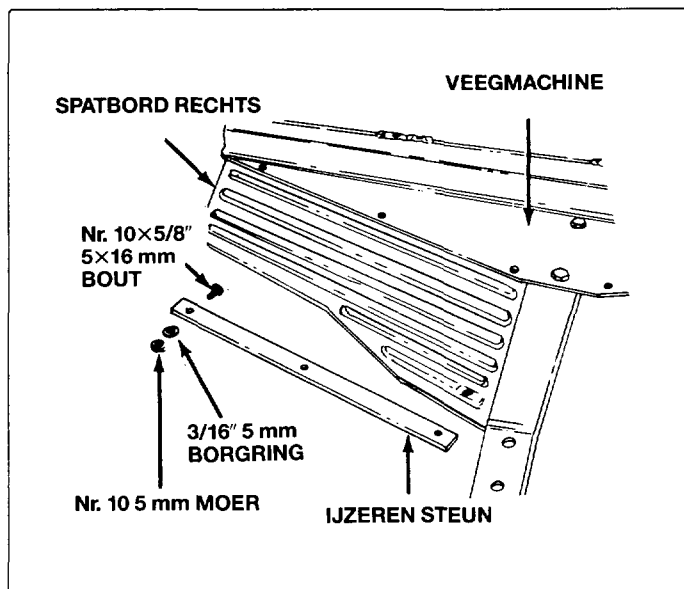 VEEGMACHINE
SPATBORD RECHTS
Nr. 10×5/8"
5×16 mm
BOUT
3/16" 5 mm
BORGRING
Nr. 10 5 mm MOER
IJZEREN STEUN